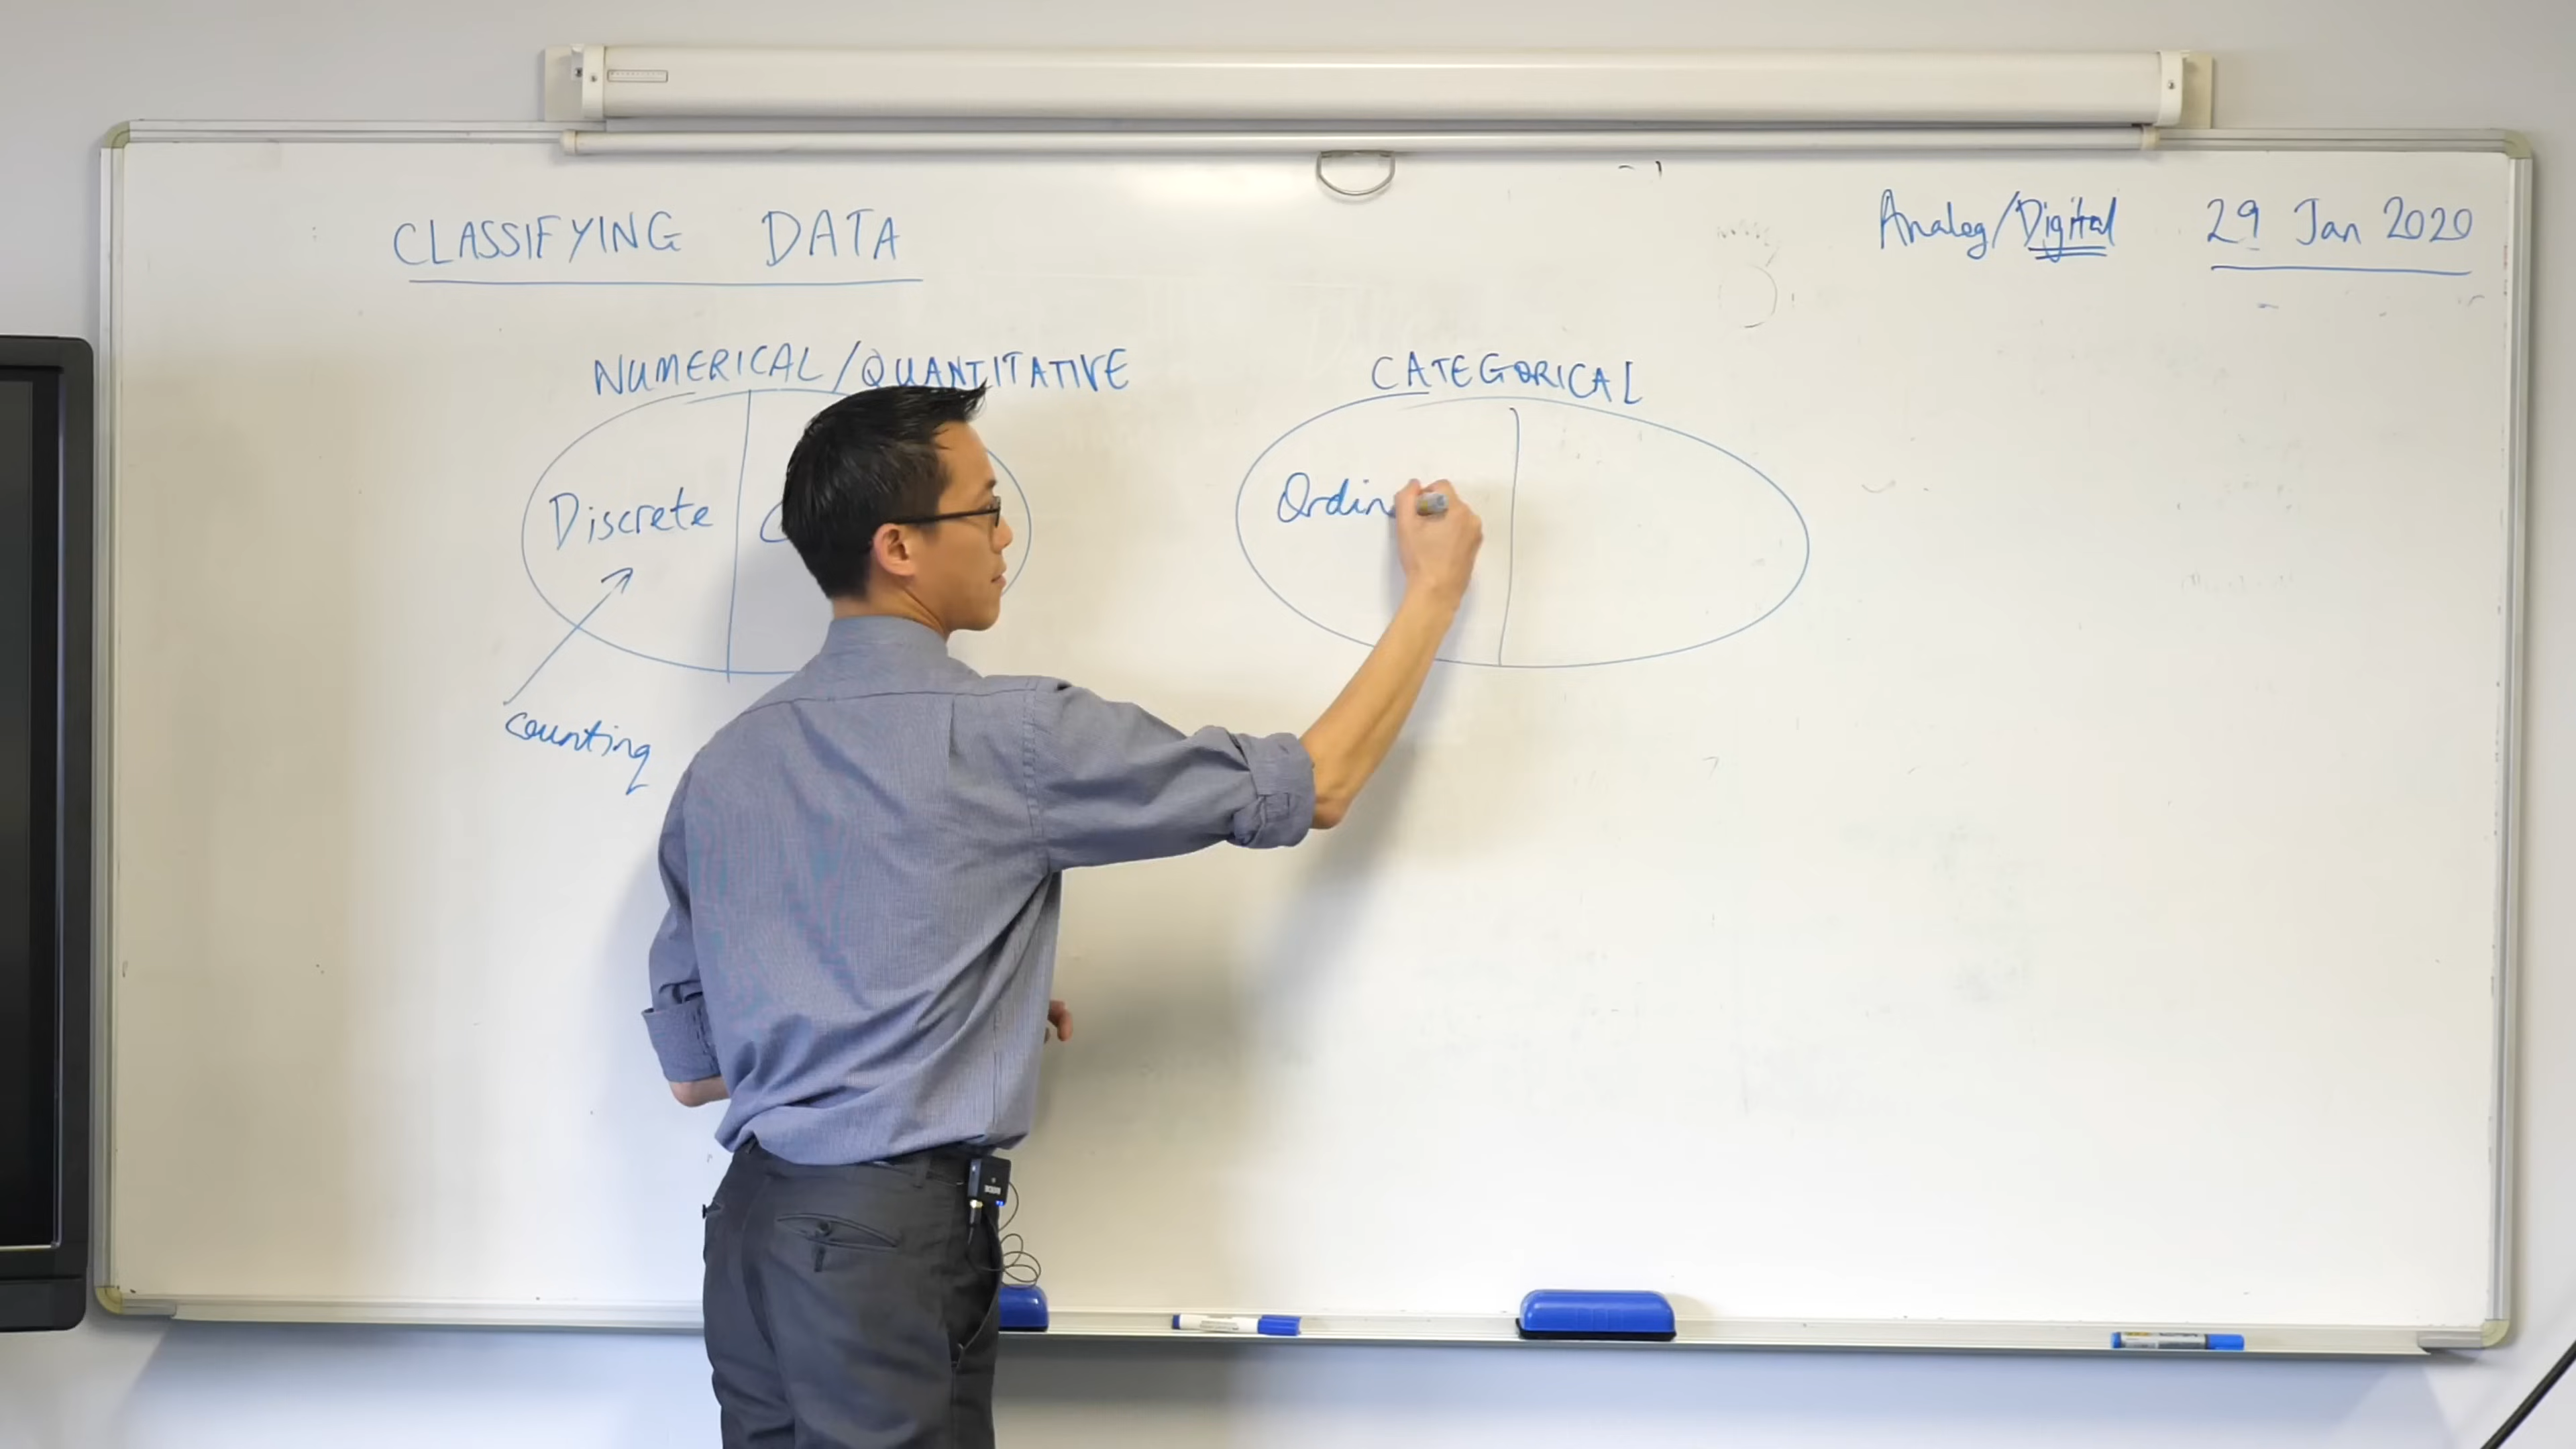 CLASSIFYING DATA
Analog/Digital 29 Jan 2020
NUMERICAL/QUANTITATIVE
CATEGORICAL
Discrete
Ordin
counting